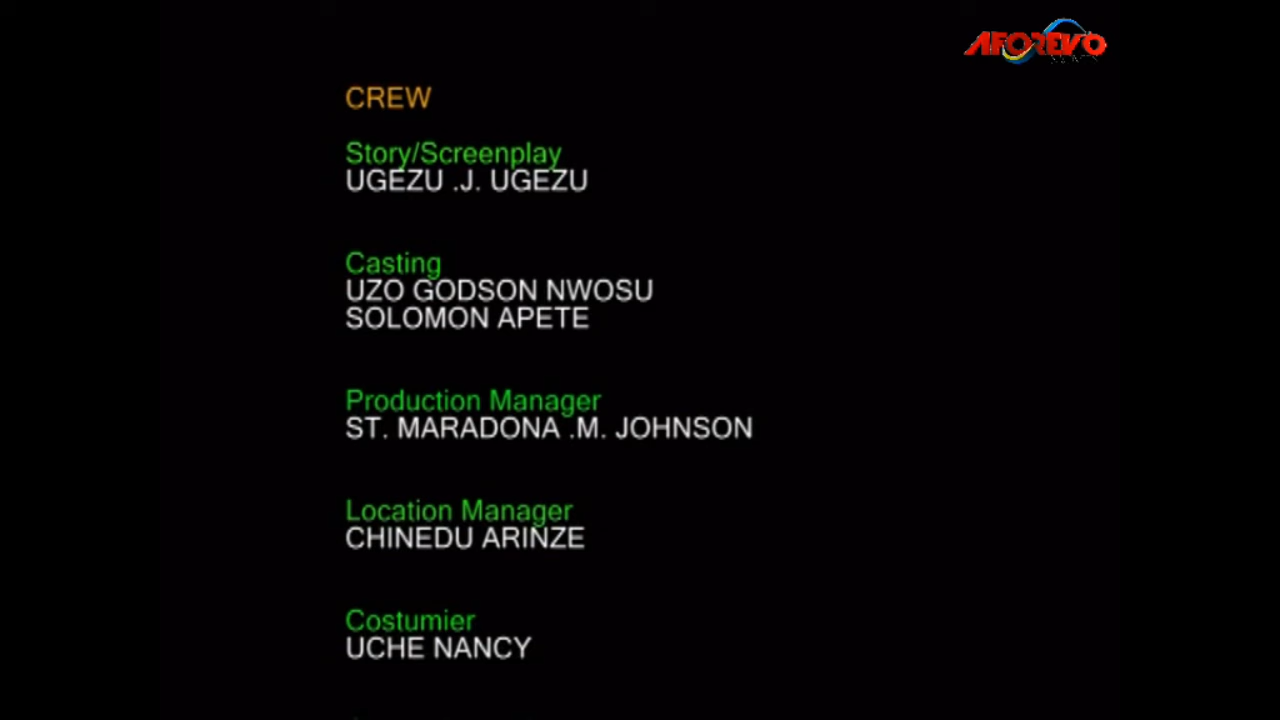 AFOREVO
CREW
Story/Screenplay
UGEZU .J. UGEZU
Casting
UZO GODSON NWOSU
SOLOMON APETE
Production Manager
ST. MARADONA .M. JOHNSON
Location Manager
CHINEDU ARINZE
Costumier
UCHE NANCY